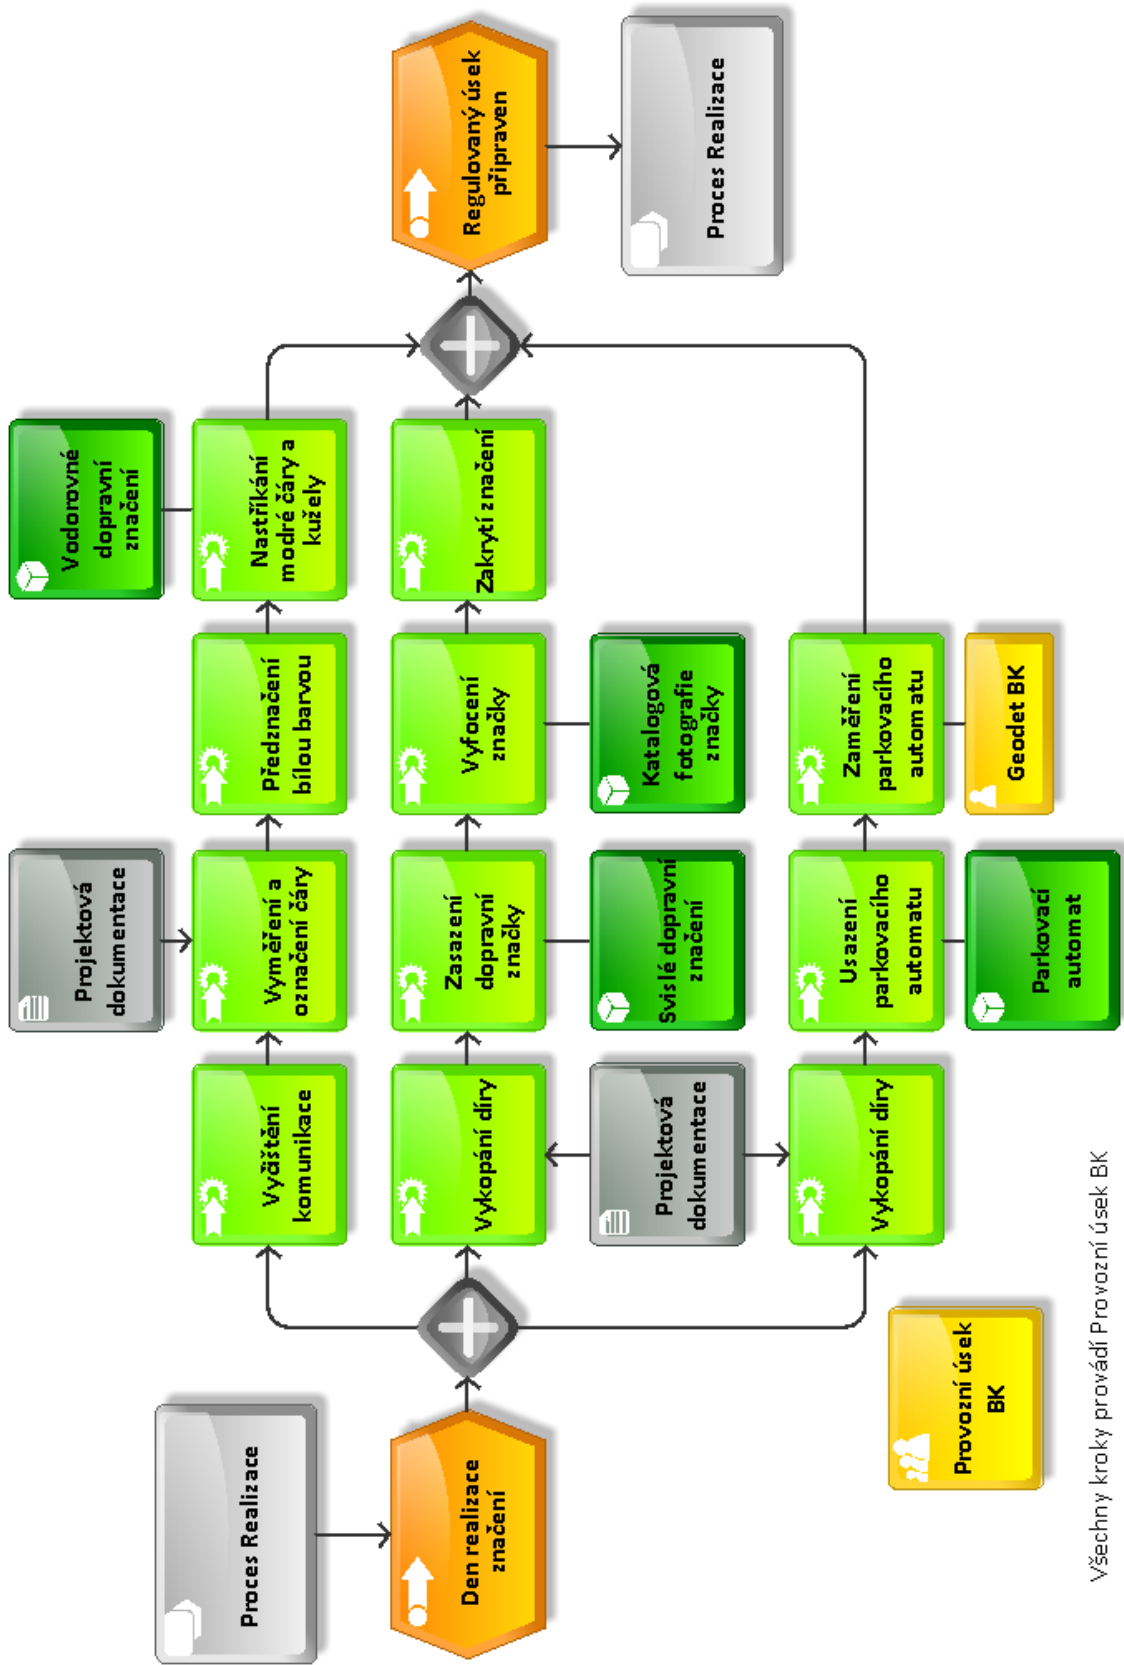 Projektová
dokumentace
Vodorovné
dopravní
značení
Proces Realizace
Vyčištění
komunikace
Vyměření a
označení čáry
Předznačení
bílou barvou
Nastříkání
modré čáry a
kužely
Den realizace
značení
Vykopání díry
Zasazení
dopravní
značky
Vyfocení
značky
Zakrytí značení
Regulovaný úsek
připraven
Projektová
dokumentace
Svislé dopravní
značení
Katalogová
fotografie
značky
Proces Realizace
Vykopání díry
Usazení
parkovacího
automatu
Zaměření
parkovacího
automatu
Provozní úsek
BK
Parkovací
automat
Geodet BK
Všechny kroky provádí Provozní úsek BK